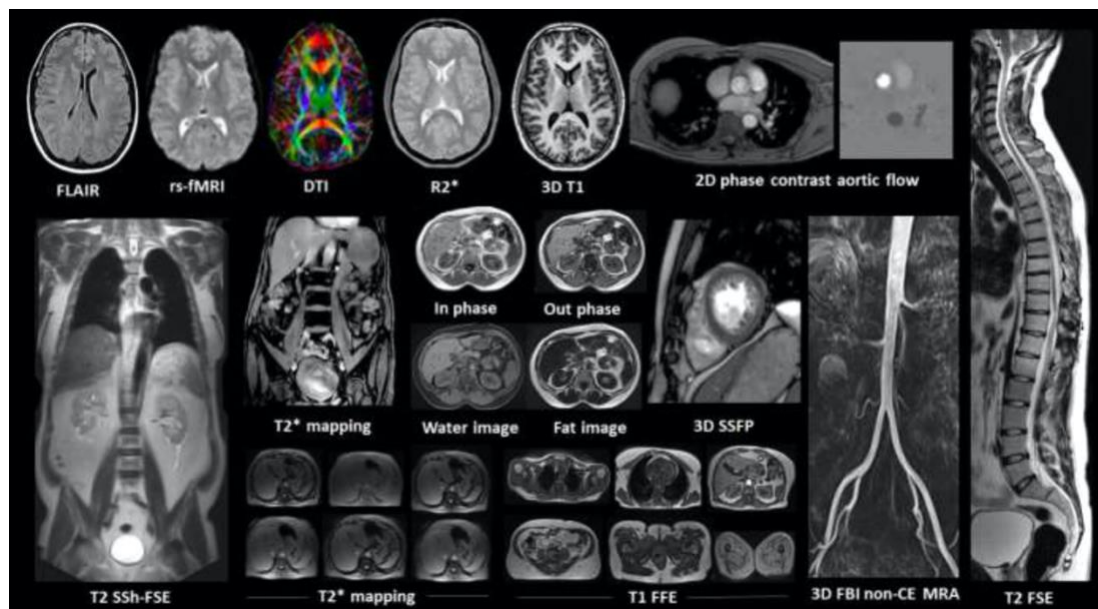 FLAIR
rs-fMRI
DTI
R2*
3D T1
2D phase contrast aortic flow
In phase
Out phase
T2* mapping
Water image
Fat image
3D SSFP
T2 SSh-FSE
T2* mapping
T1 FFE
3D FBI non-CE MRA
T2 FSE